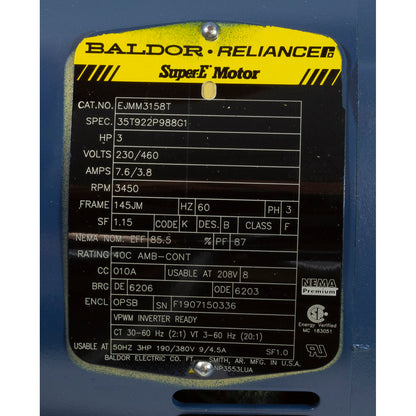 BALDOR · RELIANCE
Super-E Motor
CAT.NO. EJMM3158T
SPEC. 35T922P988G1
HP 3
VOLTS 230/460
AMPS 7.6/3.8
RPM 3450
FRAME 145JM HZ 60 PH 3
SF 1.15 CODE K DES. B CLASS F
NEMA NOM. EFF 85.5 % PF 87
RATING 40C AMB-CONT
CC 010A USABLE AT 208V 8
BRG DE 6206 ODE 6203
ENCL OPSB SN F1907150336
VPWM INVERTER READY
CT 30-60 Hz (2:1) VT 3-60 Hz (20:1)
USABLE AT 50HZ 3HP 190/380V 9/4.5A SF1.0
BALDOR ELECTRIC CO. FT. SMITH, AR. MFG. IN U.S.A.
NP3553LUA
NEMA
Premium
Energy Verified
MC 183051